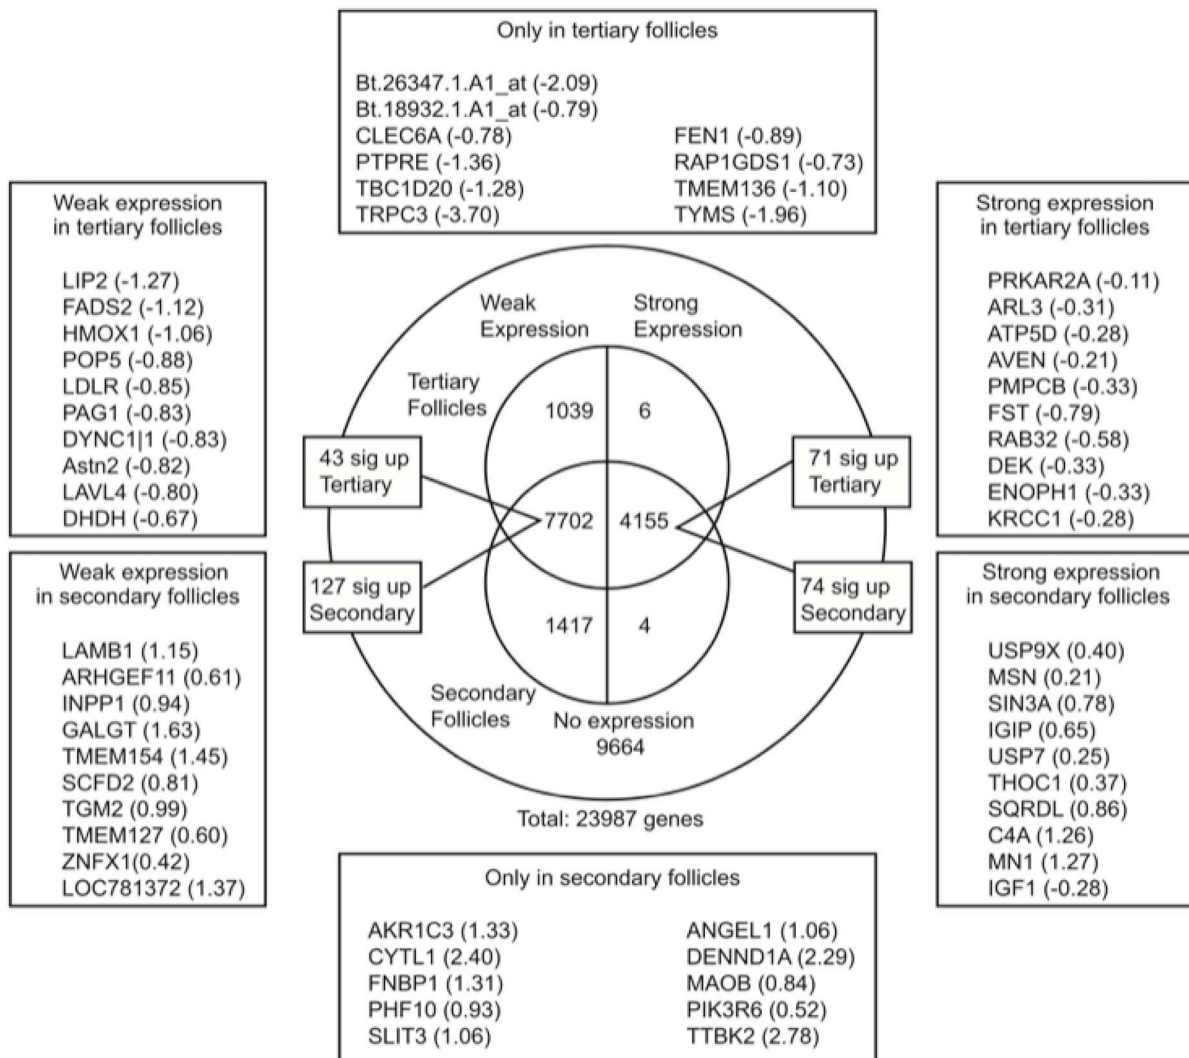 Only in tertiary follicles
Bt.26347.1.A1_at (-2.09)
Bt.18932.1.A1_at (-0.79)
CLEC6A (-0.78)
PTPRE (-1.36)
TBC1D20 (-1.28)
TRPC3 (-3.70)
FEN1 (-0.89)
RAP1GDS1 (-0.73)
TMEM136 (-1.10)
TYMS (-1.96)
Weak expression
in tertiary follicles
LIP2 (-1.27)
FADS2 (-1.12)
HMOX1 (-1.06)
POP5 (-0.88)
LDLR (-0.85)
PAG1 (-0.83)
DYNC1|1 (-0.83)
Astn2 (-0.82)
LAVL4 (-0.80)
DHDH (-0.67)
Strong expression
in tertiary follicles
PRKAR2A (-0.11)
ARL3 (-0.31)
ATP5D (-0.28)
AVEN (-0.21)
PMPCB (-0.33)
FST (-0.79)
RAB32 (-0.58)
DEK (-0.33)
ENOPH1 (-0.33)
KRCC1 (-0.28)
Weak
Expression
Strong
Expression
Tertiary
Follicles
1039
6
43 sig up
Tertiary
71 sig up
Tertiary
7702
4155
127 sig up
Secondary
74 sig up
Secondary
1417
4
Secondary
Follicles
No expression
9664
Total: 23987 genes
Weak expression
in secondary follicles
LAMB1 (1.15)
ARHGEF11 (0.61)
INPP1 (0.94)
GALGT (1.63)
TMEM154 (1.45)
SCFD2 (0.81)
TGM2 (0.99)
TMEM127 (0.60)
ZNFX1(0.42)
LOC781372 (1.37)
Strong expression
in secondary follicles
USP9X (0.40)
MSN (0.21)
SIN3A (0.78)
IGIP (0.65)
USP7 (0.25)
THOC1 (0.37)
SQRDL (0.86)
C4A (1.26)
MN1 (1.27)
IGF1 (-0.28)
Only in secondary follicles
AKR1C3 (1.33)
CYTL1 (2.40)
FNBP1 (1.31)
PHF10 (0.93)
SLIT3 (1.06)
ANGEL1 (1.06)
DENND1A (2.29)
MAOB (0.84)
PIK3R6 (0.52)
TTBK2 (2.78)